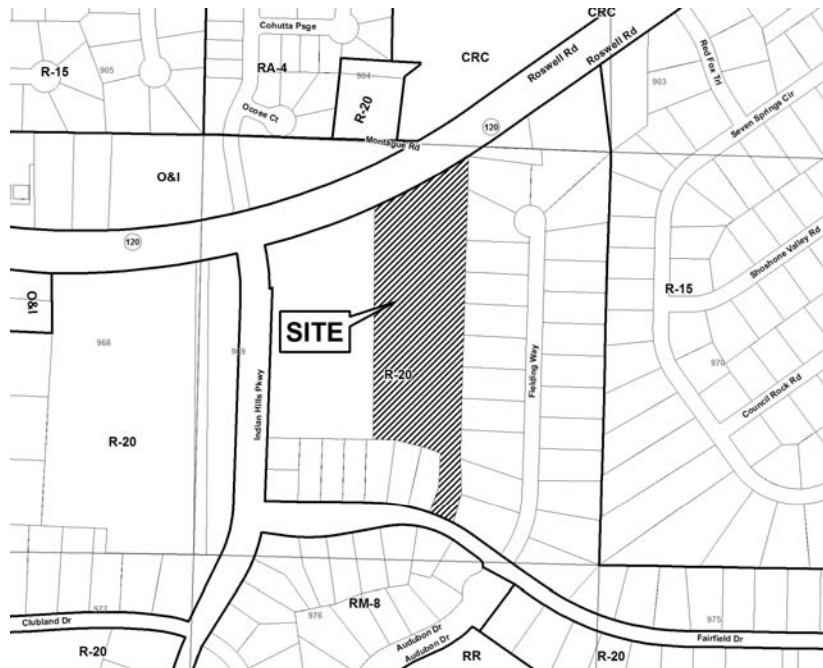 CRC
Cohutta Psge
Roswell Rd
Roswell Rd
CRC
R-15
905
RA-4
904
R-20
Red Fox Trl
903
Seven Springs Cir
Ocoee Ct
120
Montague Rd
O&I
120
Shoshone Valley Rd
O&I
R-15
SITE
968
969
Indian Hills Pkwy
R-20
Fielding Way
970
Council Rock Rd
R-20
977
976
RM-8
975
Clubland Dr
Audubon Dr
Audubon Dr
Fairfield Dr
R-20
RR
R-20